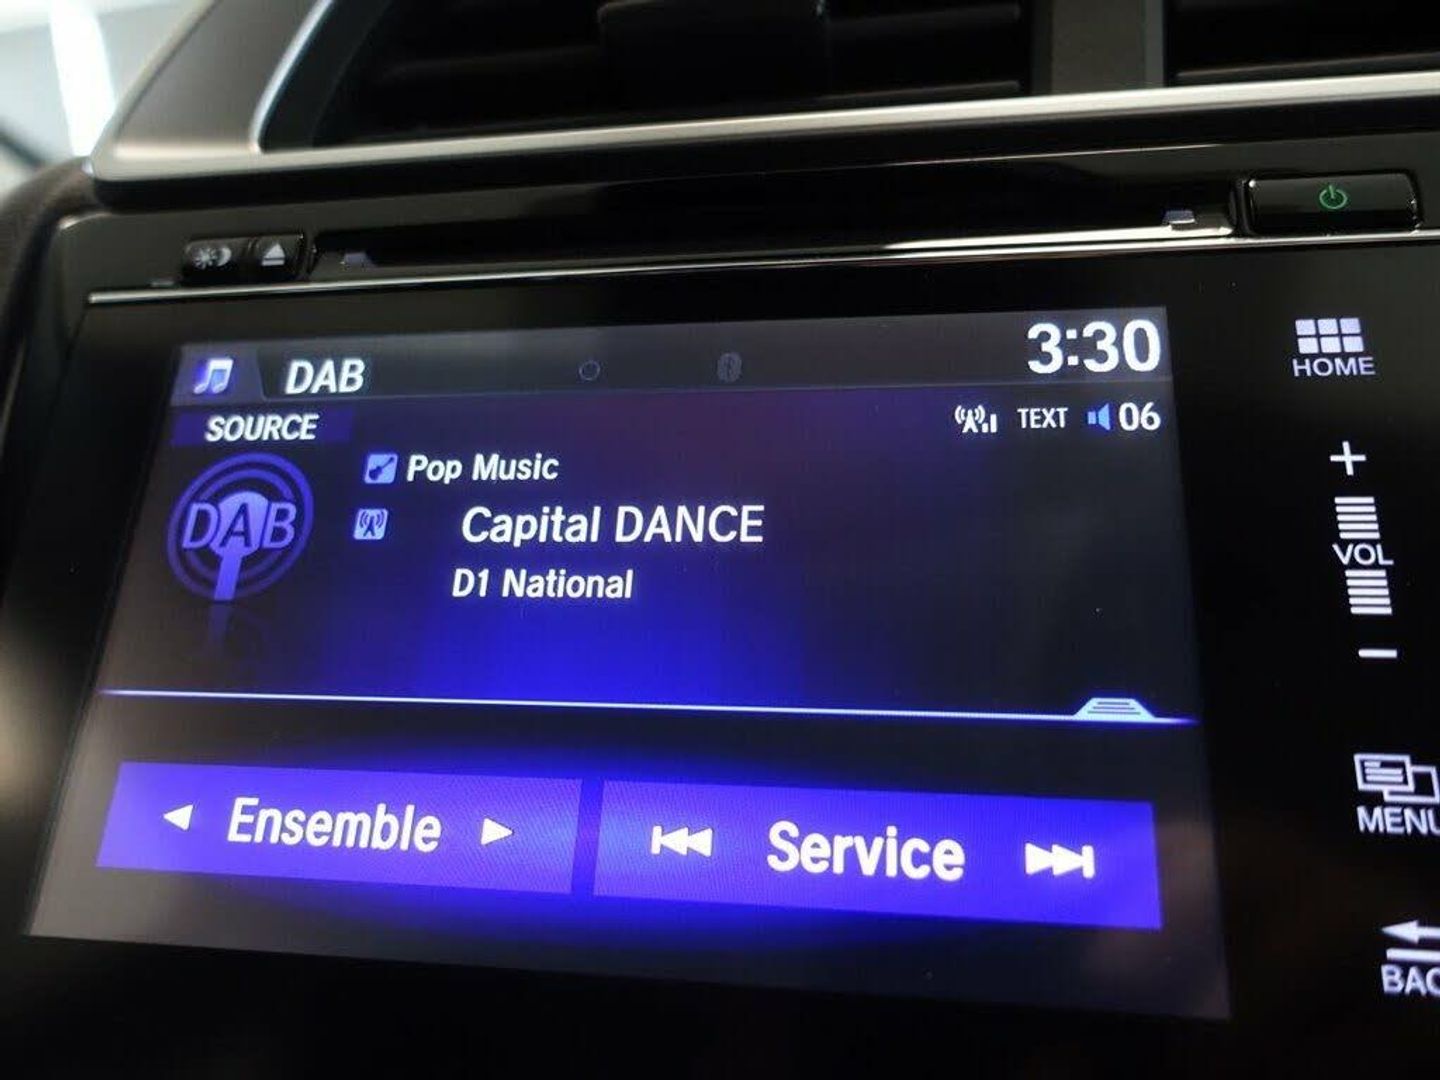 DAB
3:30
HOME
SOURCE
TEXT 06
Pop Music
DAB
Capital DANCE
D1 National
VOL
Ensemble
Service
MENU
BAC